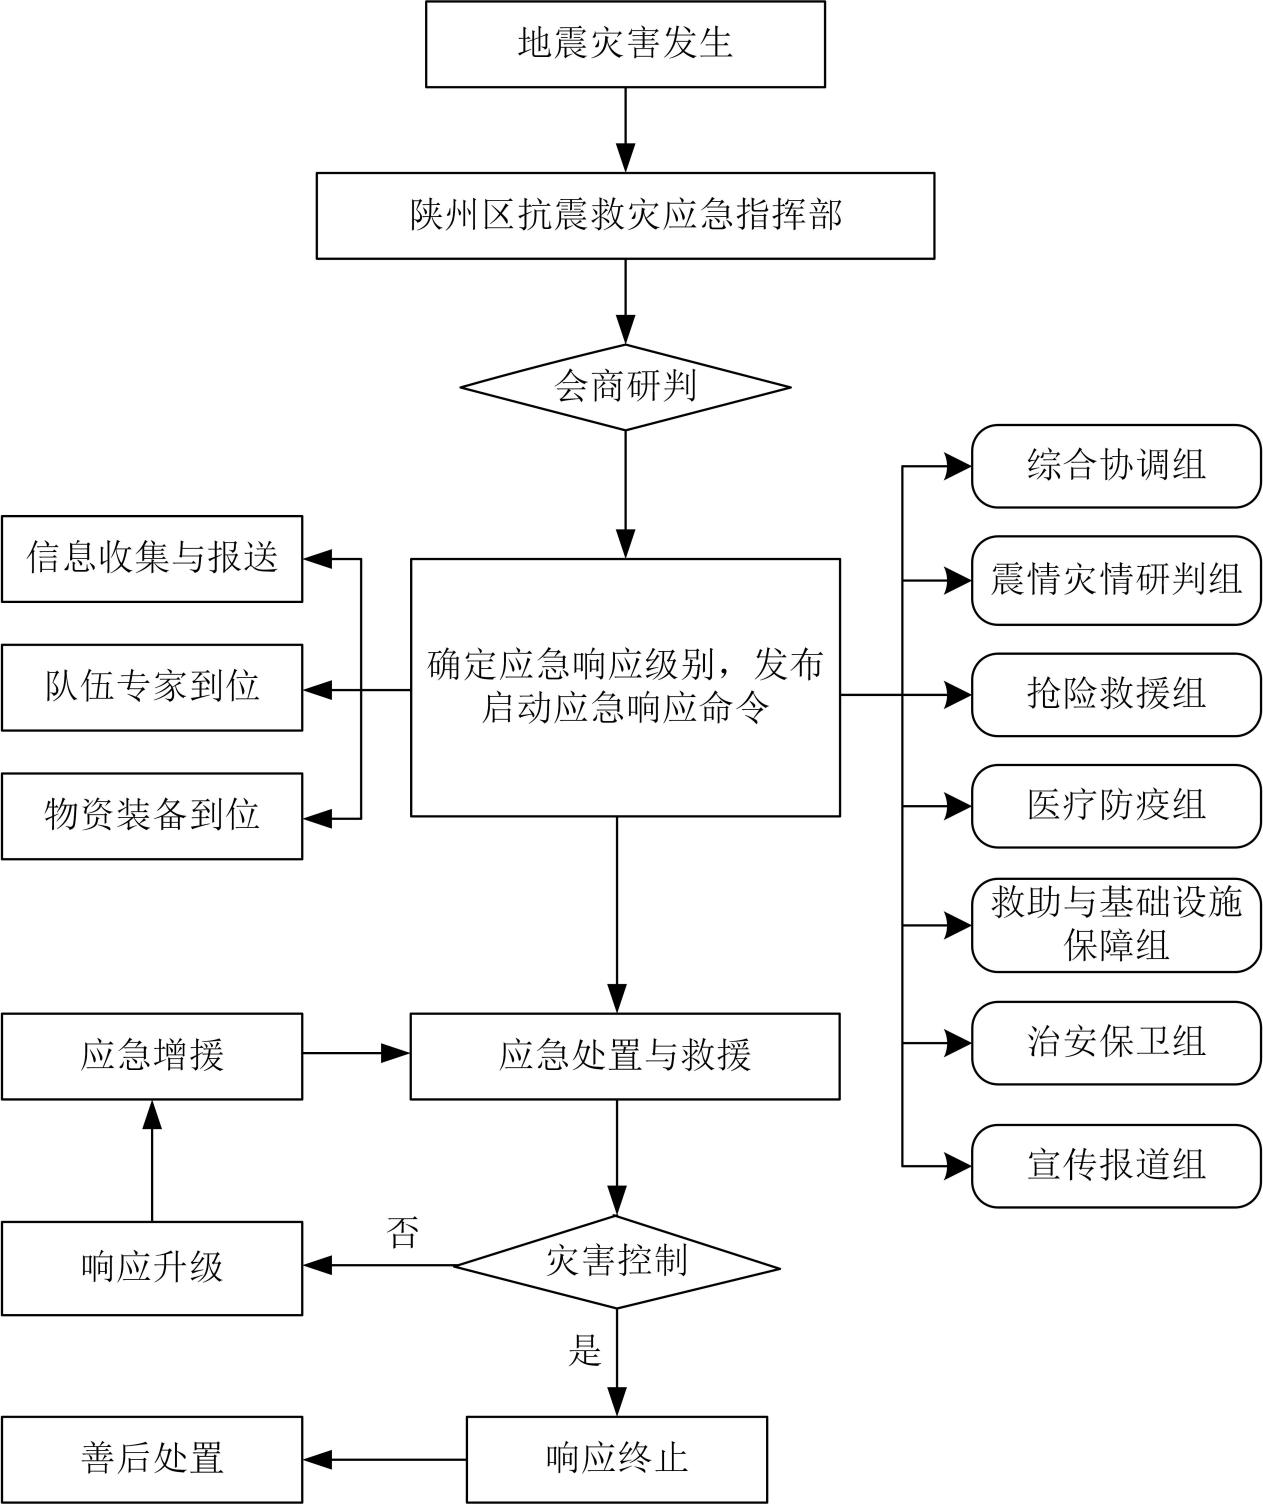 地震灾害发生
陕州区抗震救灾应急指挥部
会商研判
综合协调组
信息收集与报送
震情灾情研判组
确定应急响应级别，发布
启动应急响应命令
队伍专家到位
抢险救援组
物资装备到位
医疗防疫组
救助与基础设施
保障组
应急增援
应急处置与救援
治安保卫组
宣传报道组
否
响应升级
灾害控制
是
善后处置
响应终止